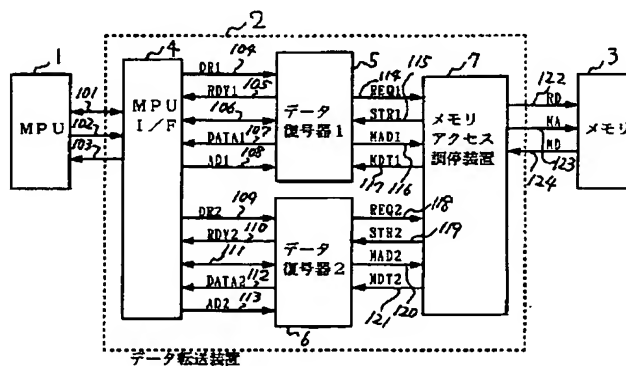 2
1
4
5
7
3
MPU
101
102
103
MPU
I/F
DR1 104
RDY1 105
106
DATA1 107
AD1 108
データ
復号器1
REQ1 114
STR1 115
MAD1 116
MDT1 117
メモリ
アクセス
調停装置
RD 122
MA 123
MD 124
メモリ
DR2 109
RDY2 110
111
DATA2 112
AD2 113
データ
復号器2
6
REQ2 118
STR2 119
MAD2 120
MDT2 121
データ転送装置